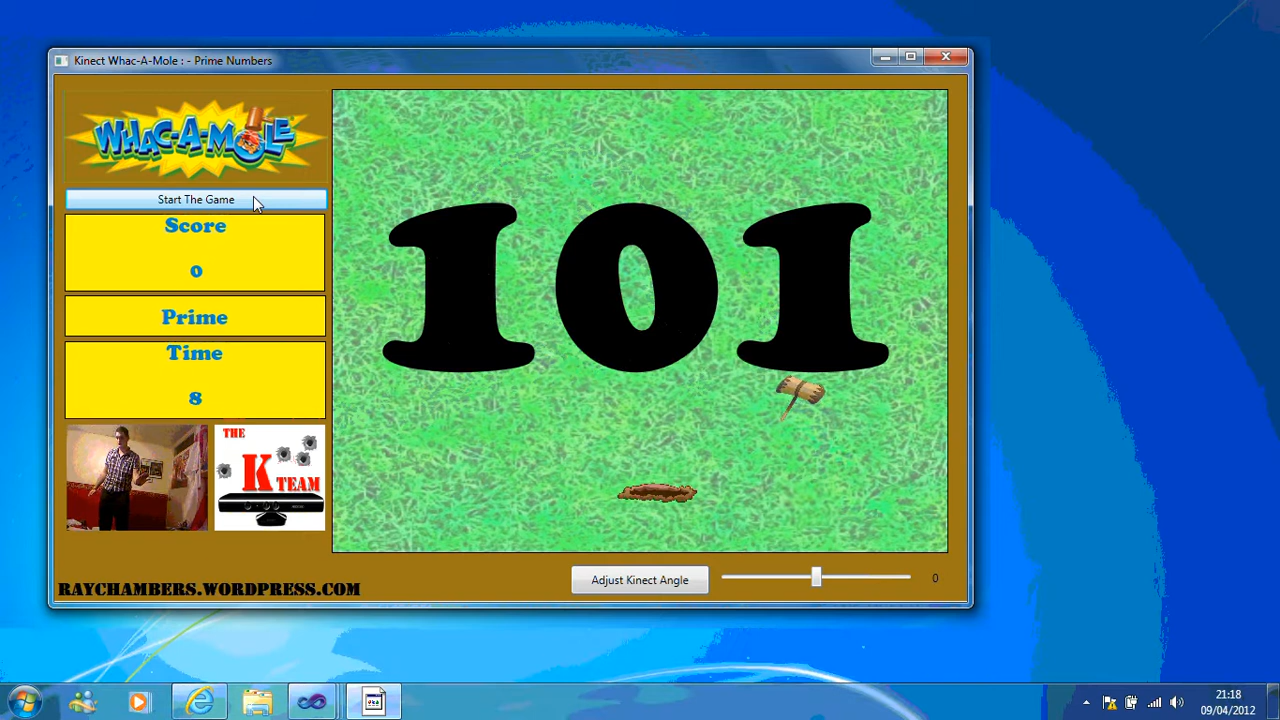 Kinect Whac-A-Mole : - Prime Numbers
WHAC-A-MOLE
Start The Game
Score
0
Prime
Time
8
101
THE
K TEAM
Adjust Kinect Angle
0
RAYCHAMBERS.WORDPRESS.COM
21:18
09/04/2012